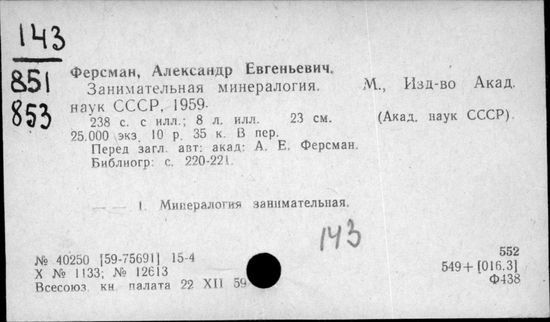 143
851
853
Ферсман, Александр Евгеньевич.
Занимательная минералогия. М., Изд-во Акад.
наук СССР, 1959.
238 с. с илл.; 8 л. илл. 23 см. (Акад. наук СССР).
25.000 экз. 10 р. 35 к. В пер.
Перед загл. авт: акад: А. Е. Ферсман.
Библиогр: с. 220-221.
1. Минералогия занимательная.
143
№ 40250 [59-75691] 15-4
X № 1133; № 12613
Всесоюз. кн. палата 22 XII 59
552
549+[016.3]
Ф438